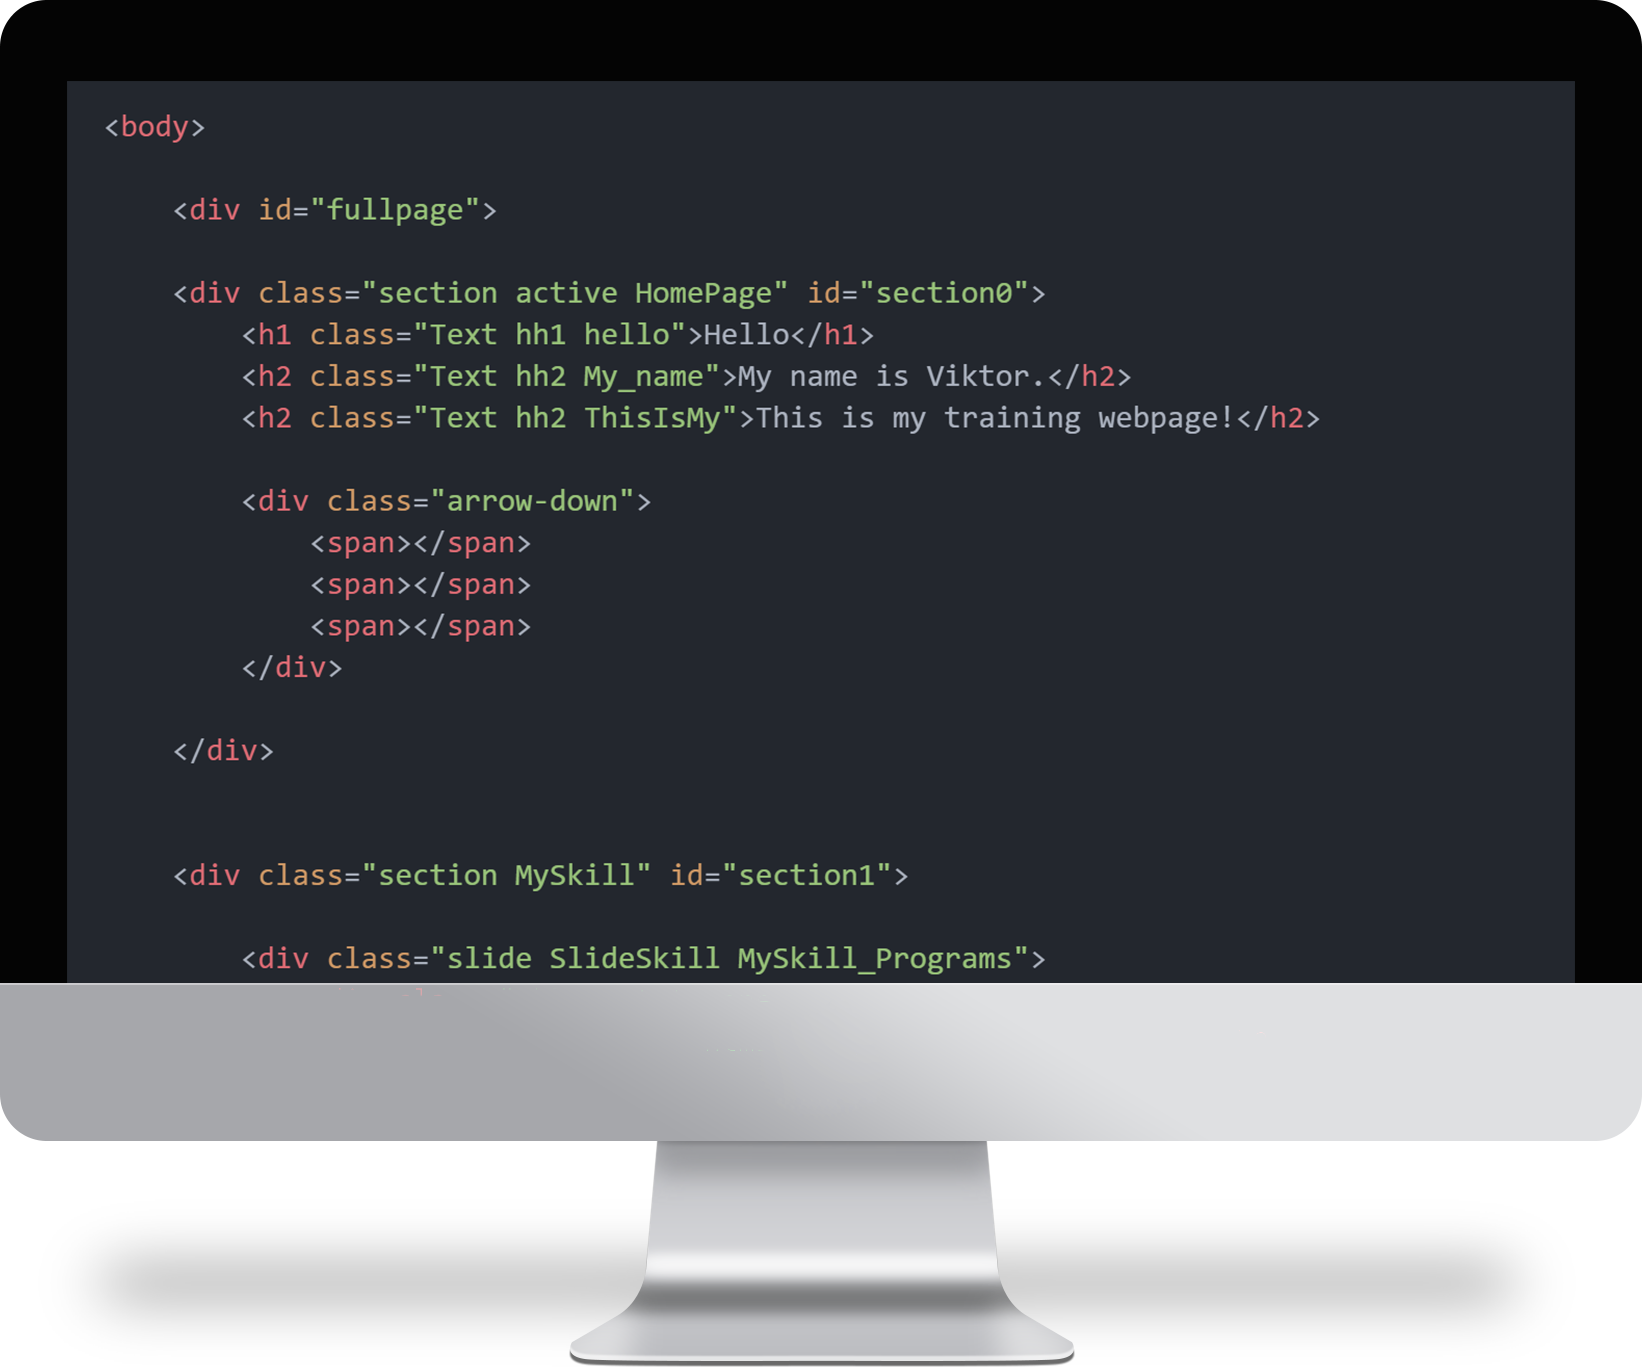 <body>
<div id="fullpage">
<div class="section active HomePage" id="section0">
<h1 class="Text hh1 hello">Hello</h1>
<h2 class="Text hh2 My_name">My name is Viktor.</h2>
<h2 class="Text hh2 ThisIsMy">This is my training webpage!</h2>
<div class="arrow-down">
<span></span>
<span></span>
<span></span>
</div>
</div>
<div class="section MySkill" id="section1">
<div class="slide SlideSkill MySkill_Programs">